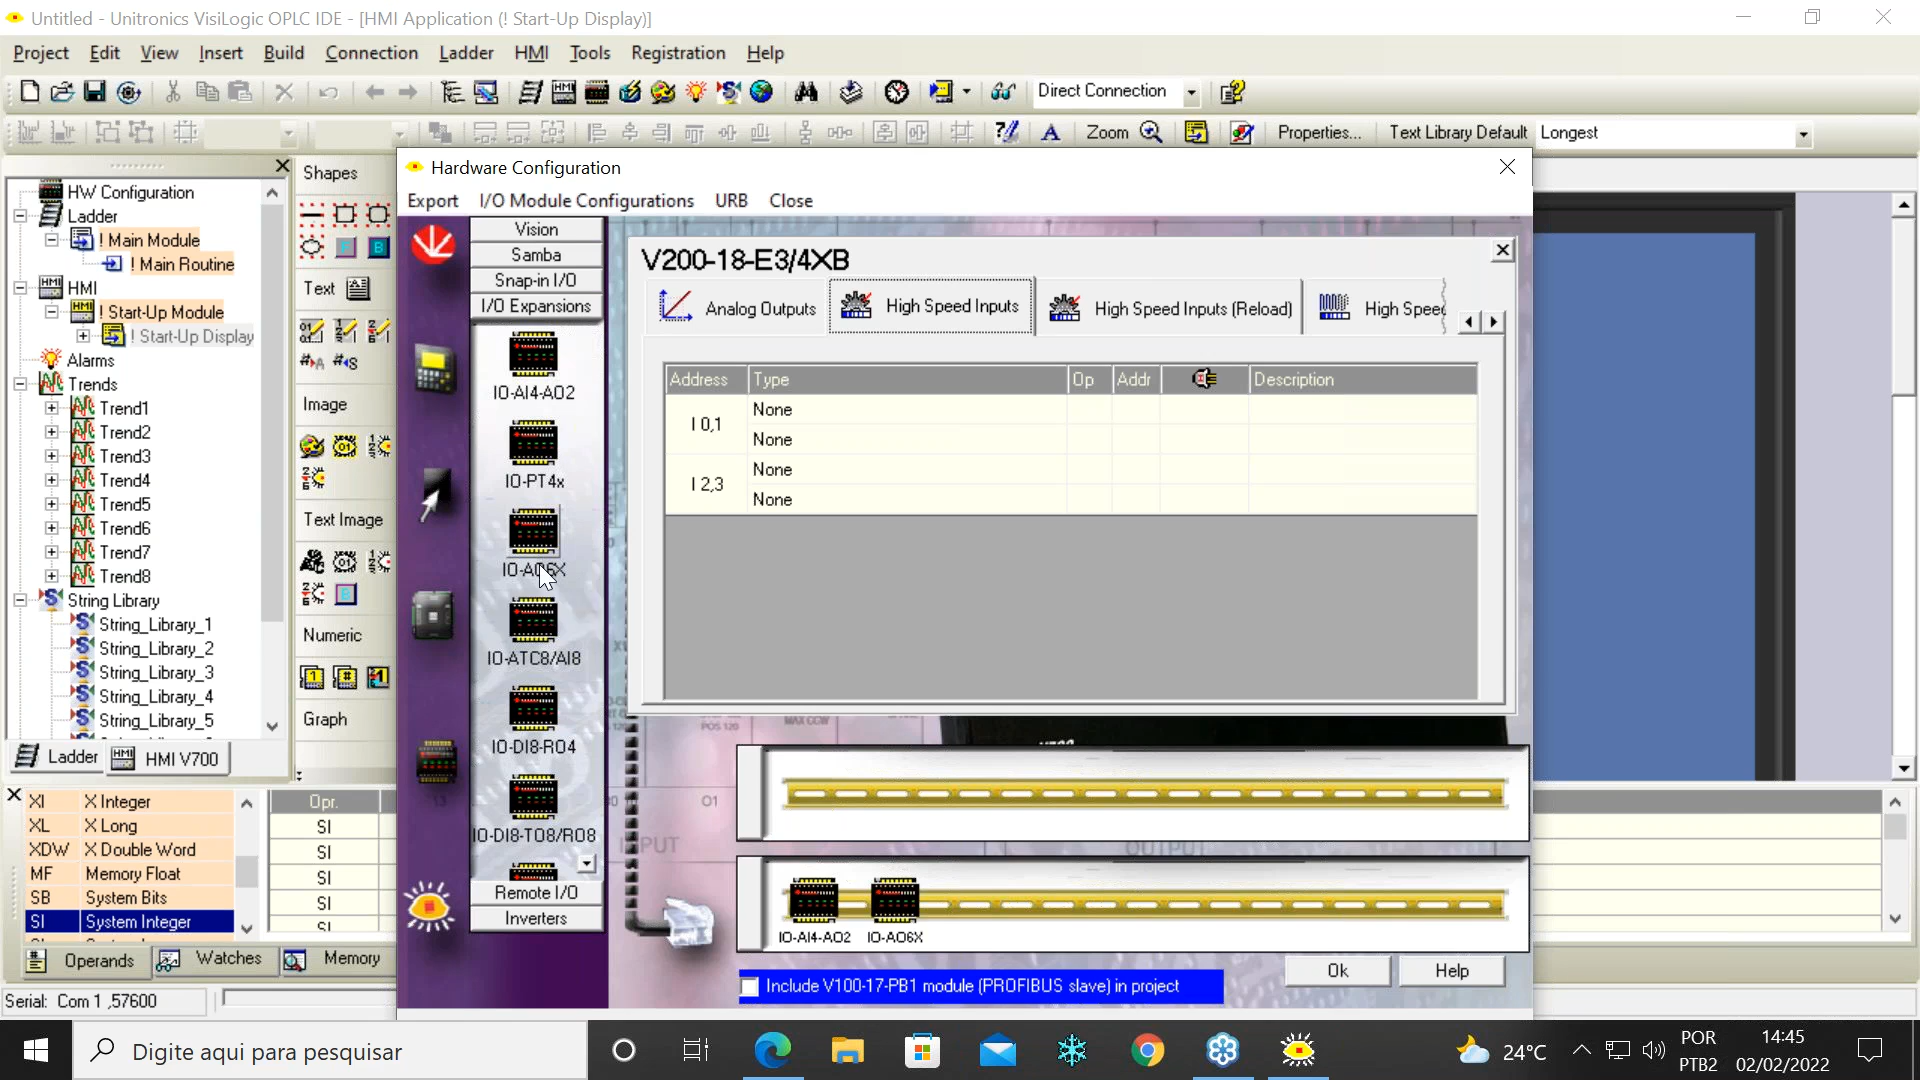 Untitled - Unitronics VisiLogic OPLC IDE - [HMI Application (! Start-Up Display)]
Project Edit View Insert Build Connection Ladder HMI Tools Registration Help
Direct Connection
Zoom Properties... Text Library Default Longest
HW Configuration
Ladder
! Main Module
! Main Routine
HMI
! Start-Up Module
! Start-Up Display
Alarms
Trends
Trend1
Trend2
Trend3
Trend4
Trend5
Trend6
Trend7
Trend8
String Library
String_Library_1
String_Library_2
String_Library_3
String_Library_4
String_Library_5
Ladder HMI V700
Shapes
Text
Image
Text Image
Numeric
Graph
XI X Integer
XL X Long
XDW X Double Word
MF Memory Float
SB System Bits
SI System Integer
Opr.
SI
SI
SI
SI
SI
Operands Watches Memory
Serial: Com 1 ,57600
Hardware Configuration
Export I/O Module Configurations URB Close
Vision
Samba
Snap-in I/O
I/O Expansions
IO-AI4-AO2
IO-PT4x
IO-AO6X
IO-ATC8/AI8
IO-DI8-RO4
IO-DI8-TO8/RO8
Remote I/O
Inverters
V200-18-E3/4XB
Analog Outputs High Speed Inputs High Speed Inputs (Reload) High Speed
Address Type Op Addr Description
I 0,1
None
None
I 2,3
None
None
POS 120 MAX CCW
O1
INPUT
OUTPUT
IO-AI4-AO2 IO-AO6X
Include V100-17-PB1 module (PROFIBUS slave) in project
Ok Help
Digite aqui para pesquisar
24°C
POR
PTB2
14:45
02/02/2022